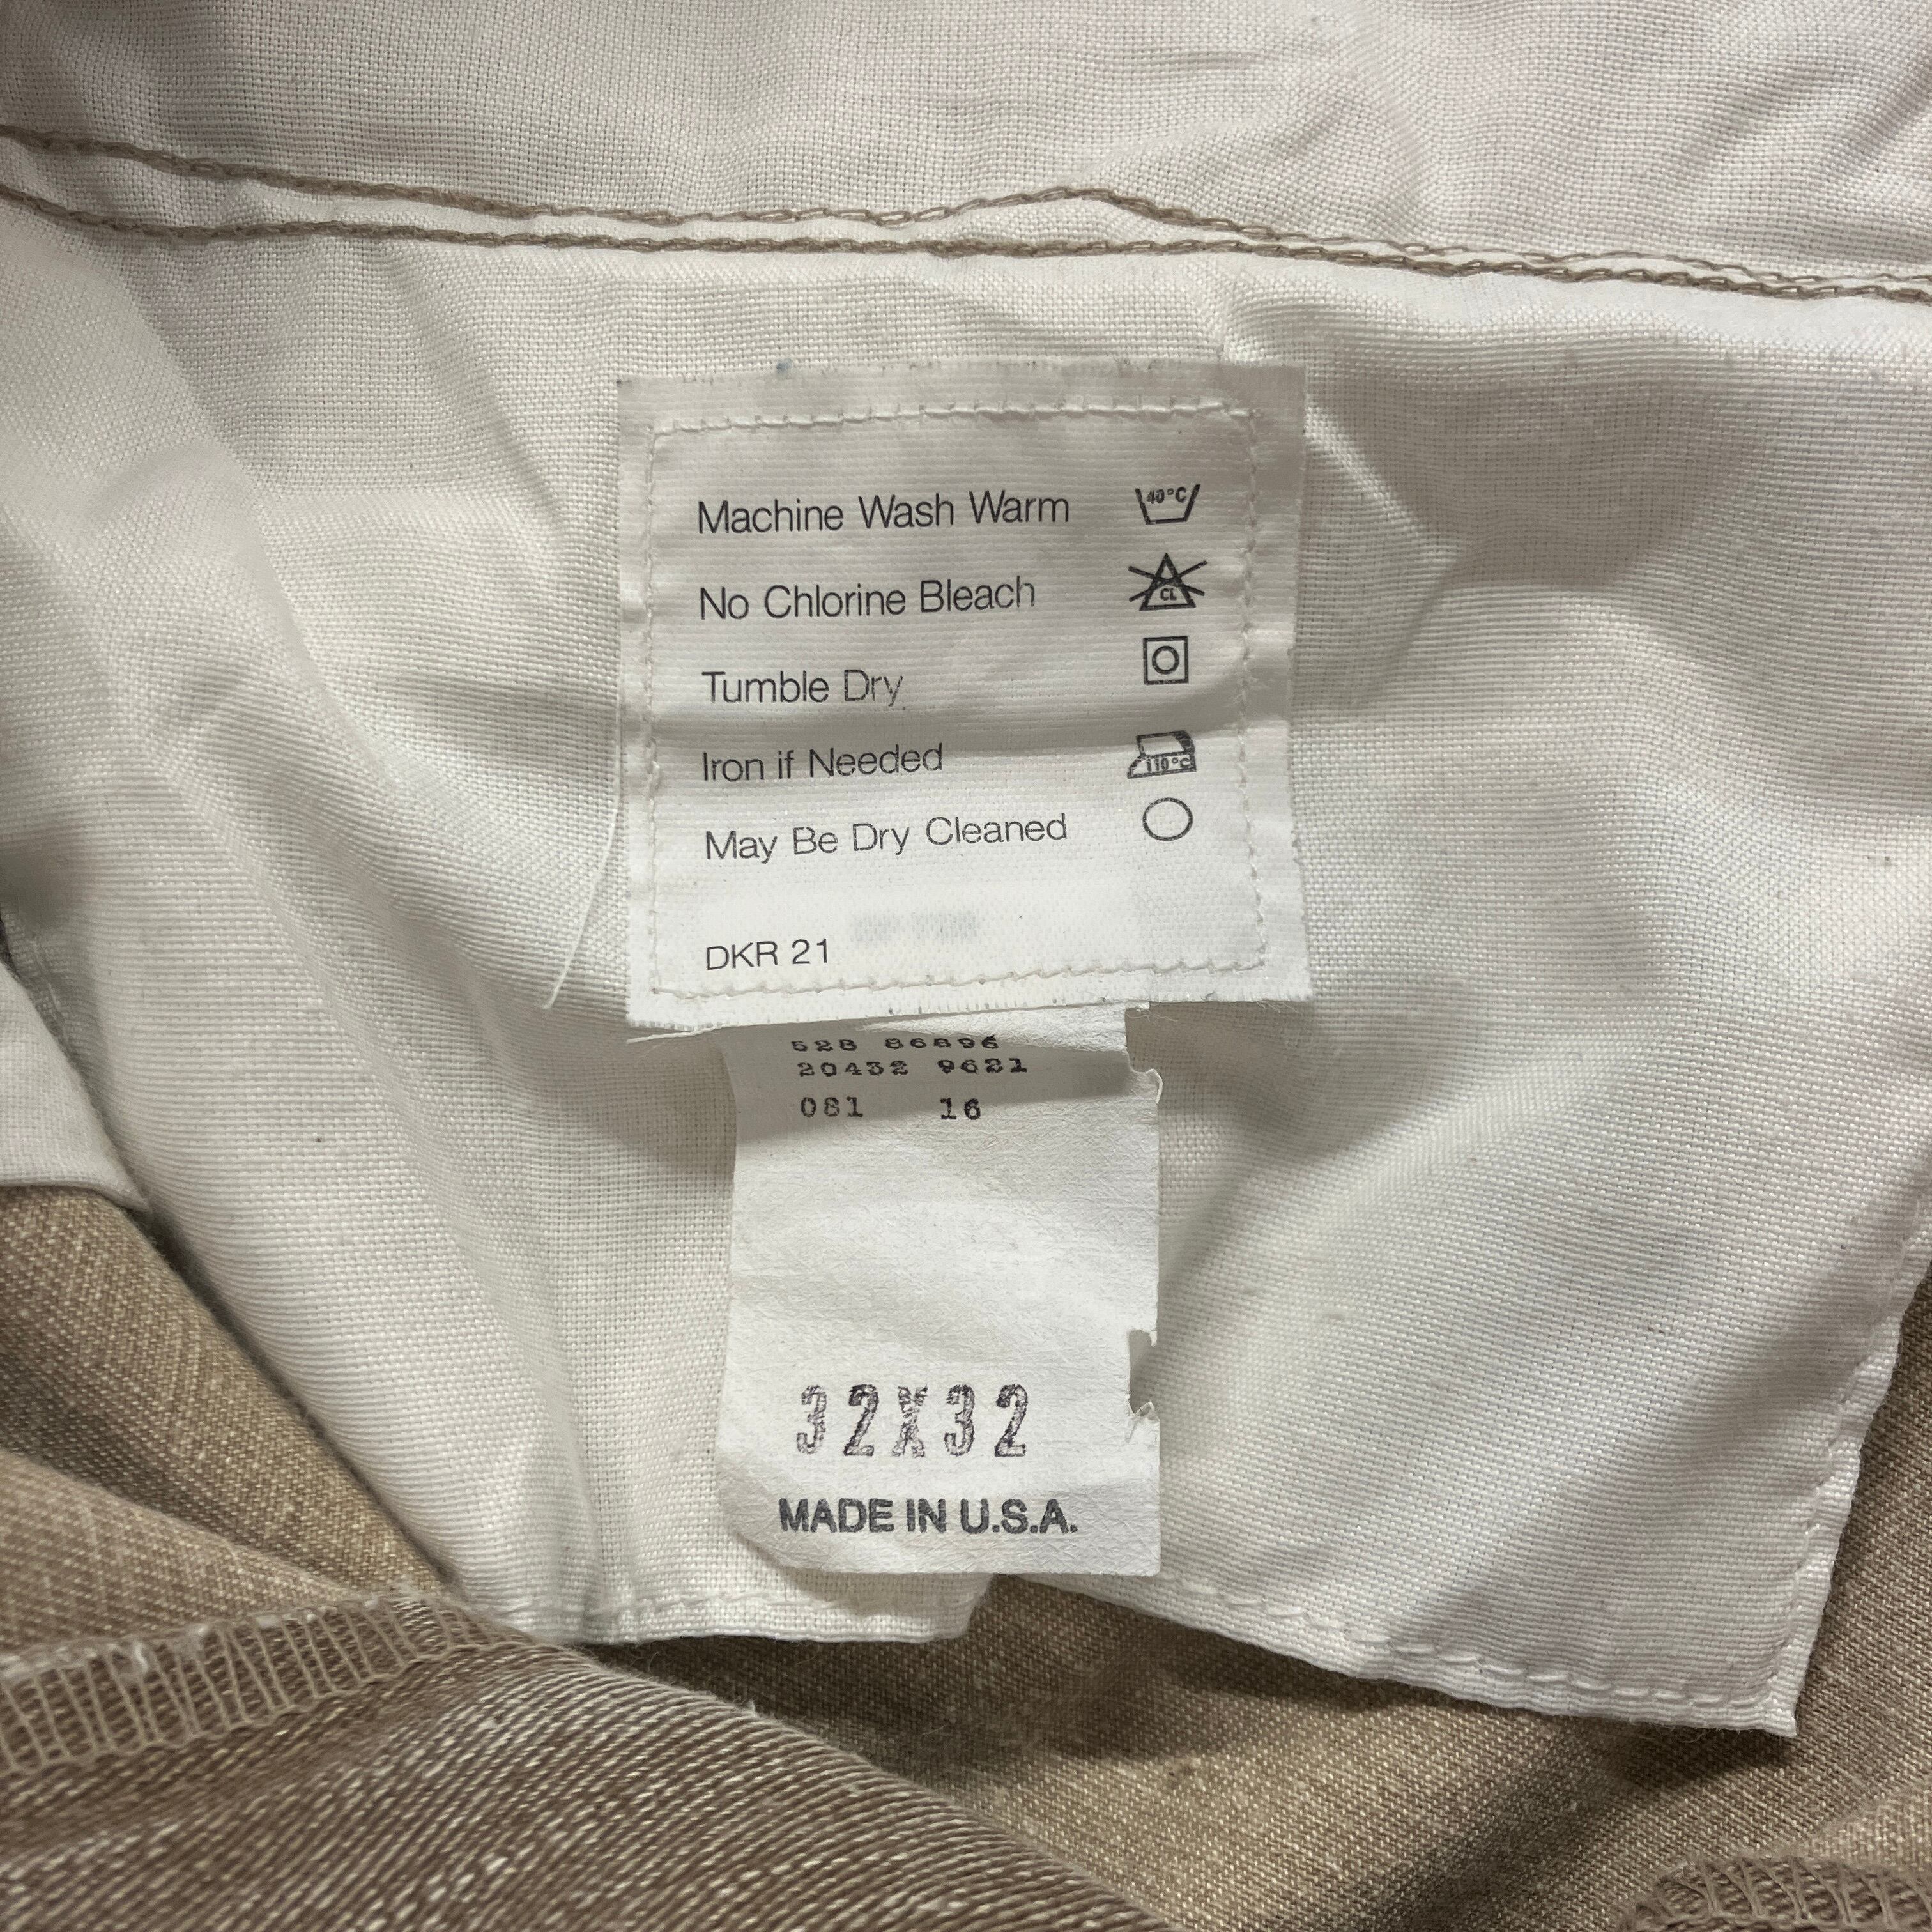 Machine Wash Warm 40°C
No Chlorine Bleach CL
Tumble Dry
Iron if Needed 110°C
May Be Dry Cleaned
DKR 21
528 86896
20432 9621
081 16
32X32
MADE IN U.S.A.